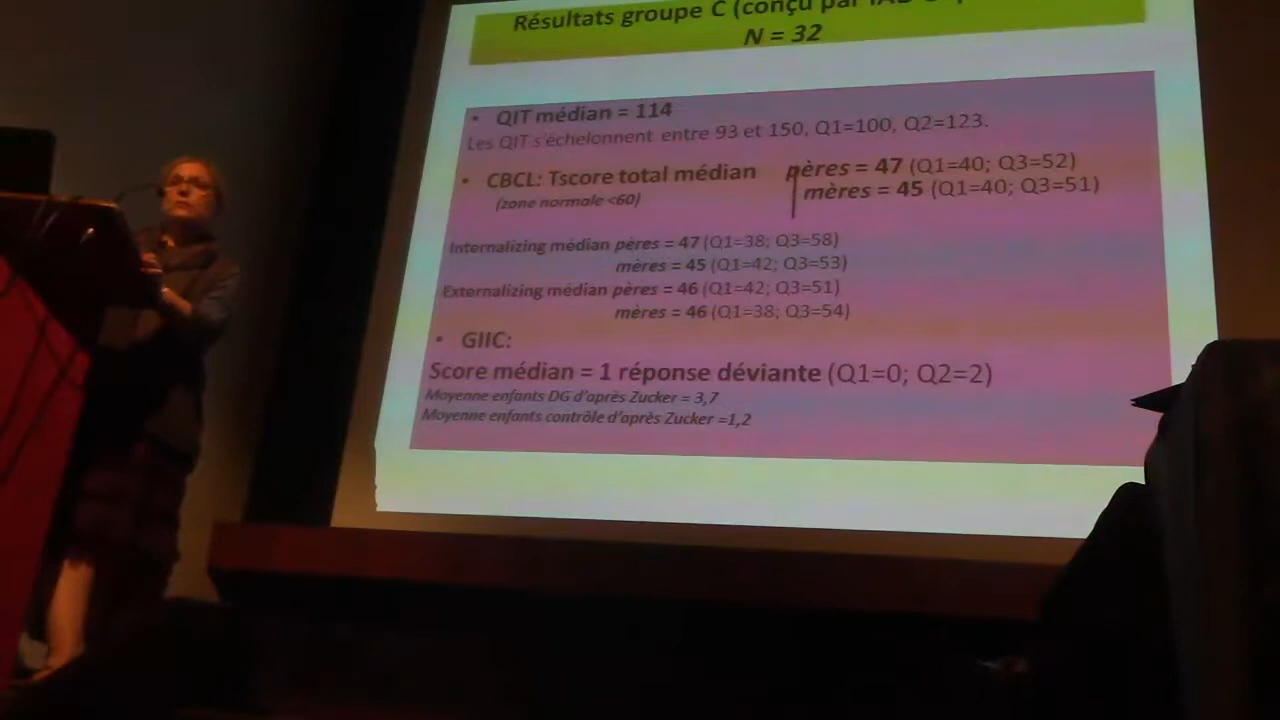 Résultats groupe C (conçu par
N = 32
• QIT médian = 114
Les QIT s'échelonnent entre 93 et 150, Q1=100, Q2=123.
• CBCL: Tscore total médian pères = 47 (Q1=40; Q3=52)
(zone normale <60) mères = 45 (Q1=40; Q3=51)
Internalizing médian pères = 47 (Q1=38; Q3=58)
mères = 45 (Q1=42; Q3=53)
Externalizing médian pères = 46 (Q1=42; Q3=51)
mères = 46 (Q1=38; Q3=54)
• GIIC:
Score médian = 1 réponse déviante (Q1=0; Q2=2)
Moyenne enfants DG d'après Zucker = 3,7
Moyenne enfants contrôle d'après Zucker =1,2